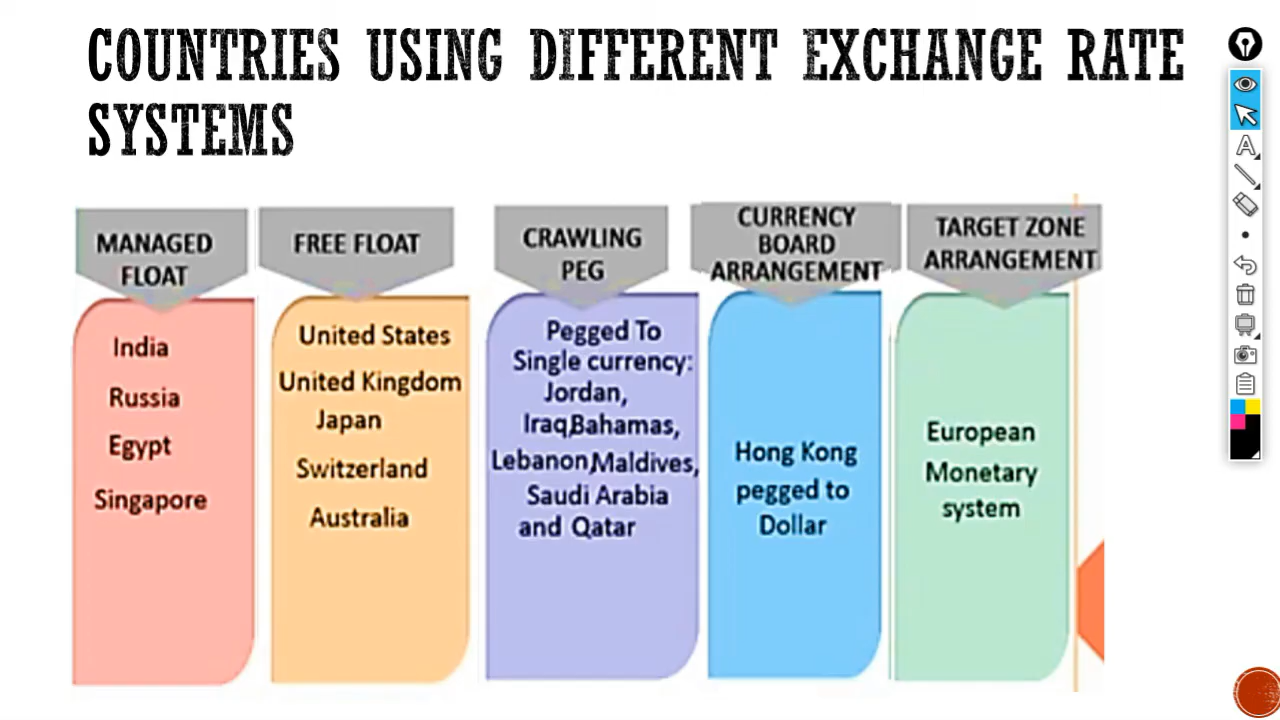 COUNTRIES USING DIFFERENT EXCHANGE RATE
SYSTEMS
MANAGED
FLOAT
India
Russia
Egypt
Singapore
FREE FLOAT
United States
United Kingdom
Japan
Switzerland
Australia
CRAWLING
PEG
Pegged To
Single currency:
Jordan,
Iraq,Bahamas,
Lebanon,Maldives,
Saudi Arabia
and Qatar
CURRENCY
BOARD
ARRANGEMENT
Hong Kong
pegged to
Dollar
TARGET ZONE
ARRANGEMENT
European
Monetary
system